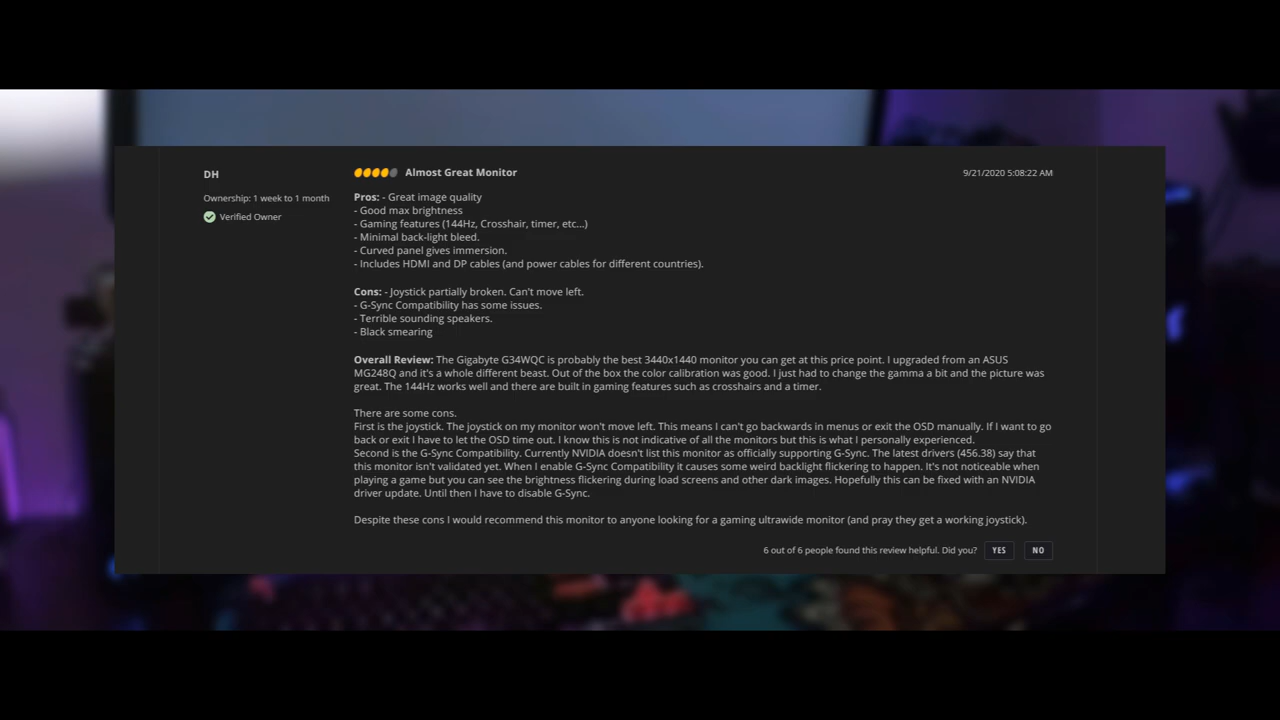 DH
Ownership: 1 week to 1 month
Verified Owner
Almost Great Monitor
9/21/2020 5:08:22 AM
Pros: - Great image quality
- Good max brightness
- Gaming features (144Hz, Crosshair, timer, etc...)
- Minimal back-light bleed.
- Curved panel gives immersion.
- Includes HDMI and DP cables (and power cables for different countries).
Cons: - Joystick partially broken. Can't move left.
- G-Sync Compatibility has some issues.
- Terrible sounding speakers.
- Black smearing
Overall Review: The Gigabyte G34WQC is probably the best 3440x1440 monitor you can get at this price point. I upgraded from an ASUS
MG248Q and it's a whole different beast. Out of the box the color calibration was good. I just had to change the gamma a bit and the picture was
great. The 144Hz works well and there are built in gaming features such as crosshairs and a timer.
There are some cons.
First is the joystick. The joystick on my monitor won't move left. This means I can't go backwards in menus or exit the OSD manually. If I want to go
back or exit I have to let the OSD time out. I know this is not indicative of all the monitors but this is what I personally experienced.
Second is the G-Sync Compatibility. Currently NVIDIA doesn't list this monitor as officially supporting G-Sync. The latest drivers (456.38) say that
this monitor isn't validated yet. When I enable G-Sync Compatibility it causes some weird backlight flickering to happen. It's not noticeable when
playing a game but you can see the brightness flickering during load screens and other dark images. Hopefully this can be fixed with an NVIDIA
driver update. Until then I have to disable G-Sync.
Despite these cons I would recommend this monitor to anyone looking for a gaming ultrawide monitor (and pray they get a working joystick).
6 out of 6 people found this review helpful. Did you? YES NO